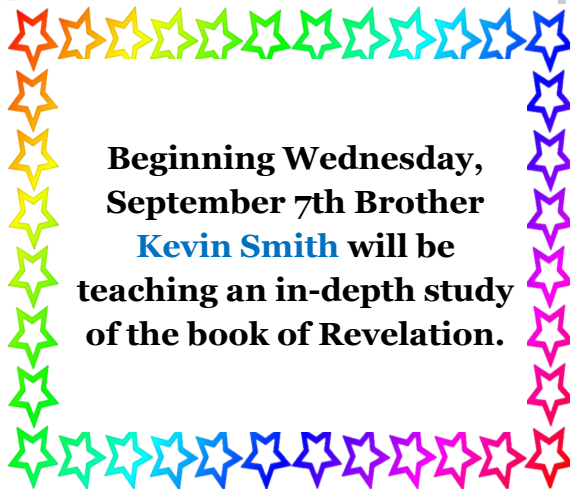 Beginning Wednesday,
September 7th Brother
Kevin Smith will be
teaching an in-depth study
of the book of Revelation.